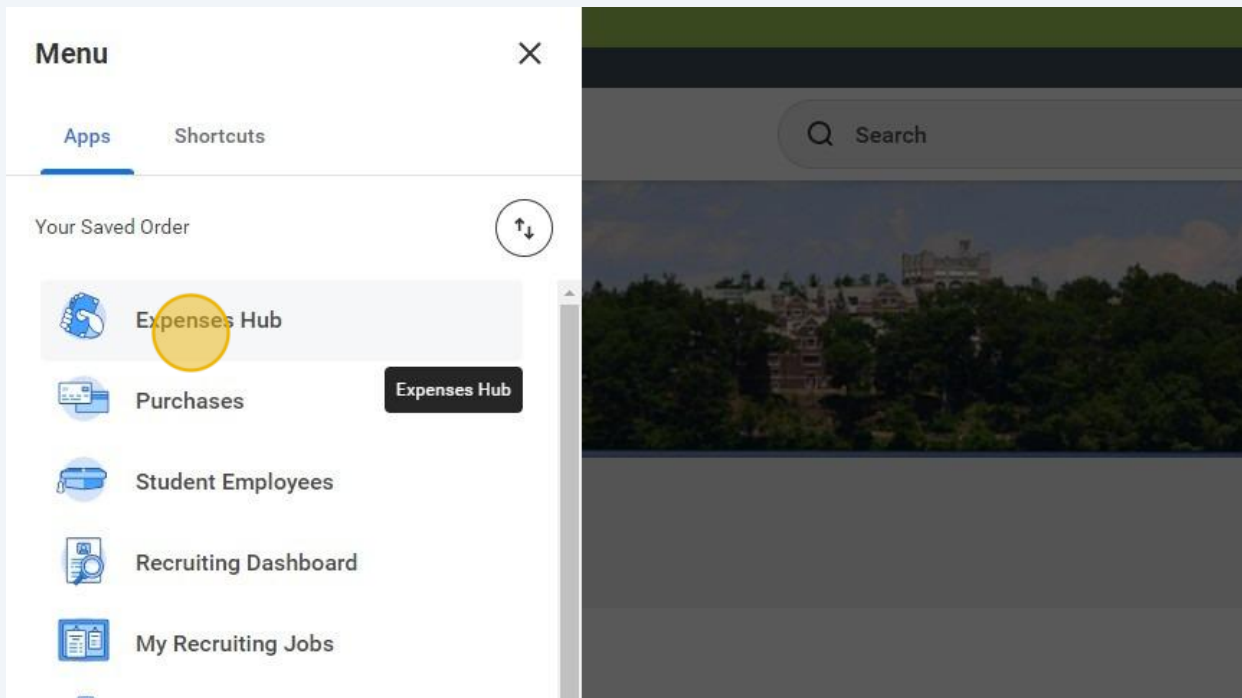 Menu
Apps Shortcuts
Search
Your Saved Order
Expenses Hub
Purchases
Expenses Hub
Student Employees
Recruiting Dashboard
My Recruiting Jobs